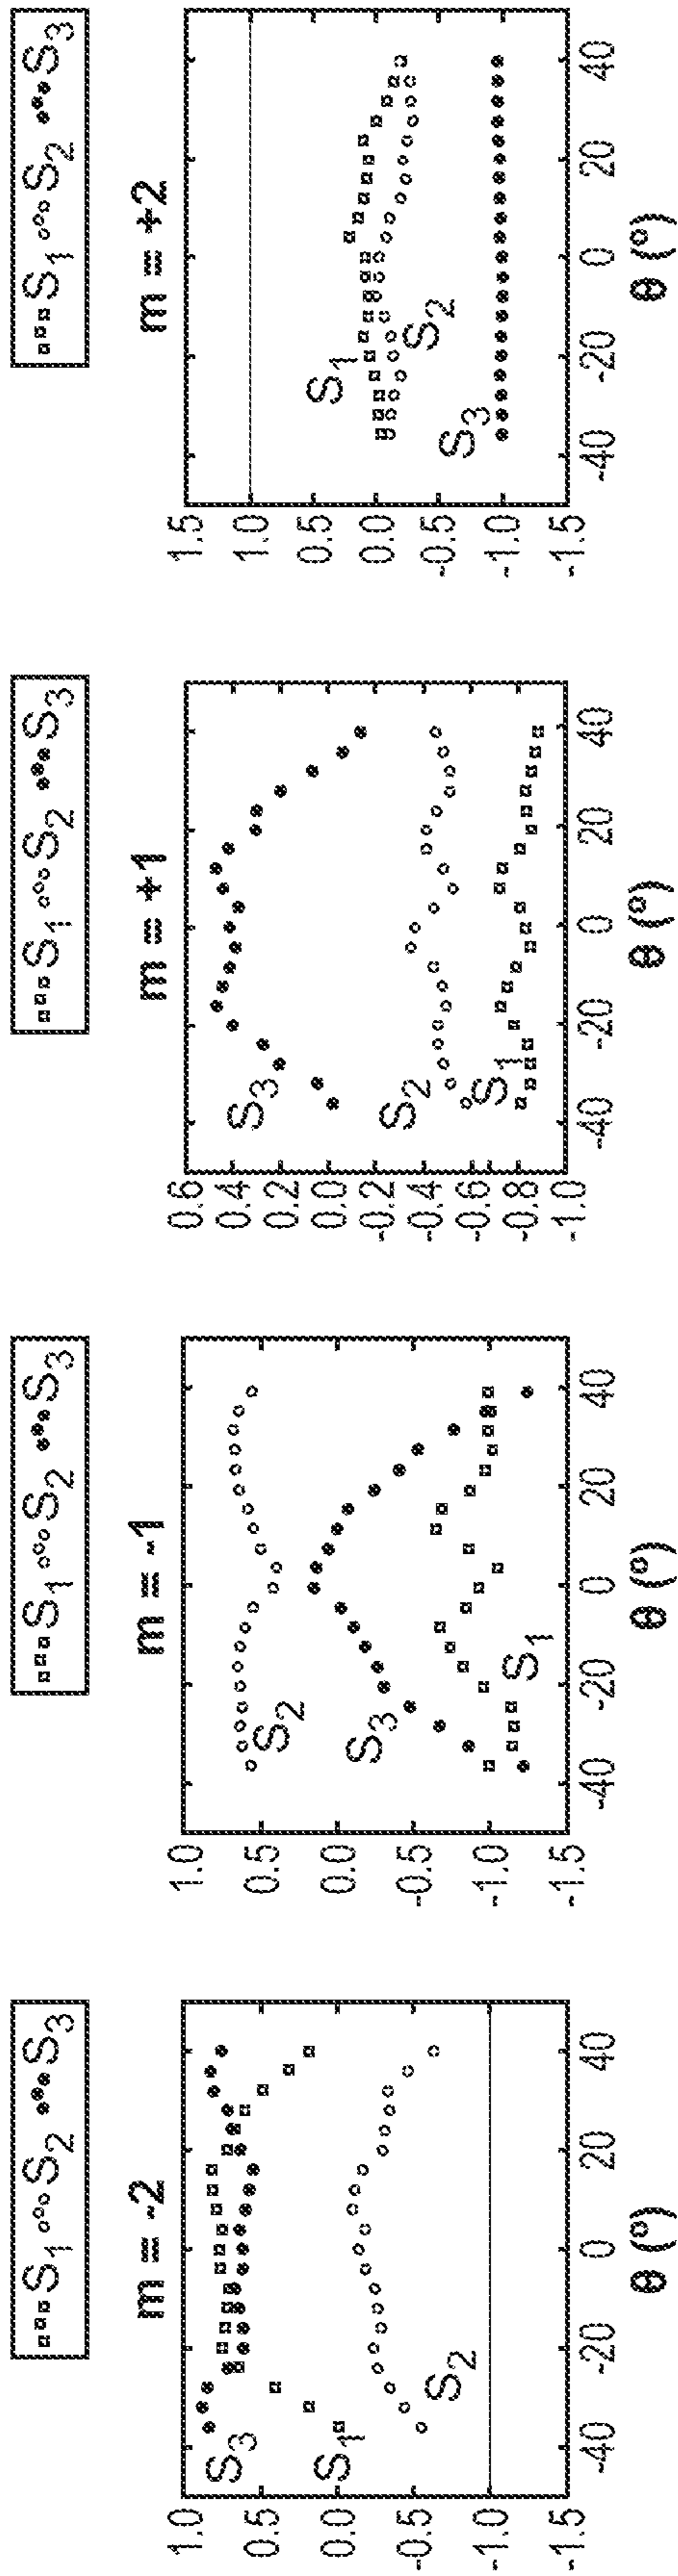 S1 S2 S3
m = -2
1.0
0.5
0.0
-0.5
-1.0
-1.5
S3
S1
S2
-40 -20 0 20 40
θ (°)
S1 S2 S3
m = -1
1.0
0.5
0.0
-0.5
-1.0
-1.5
S2
S3
S1
-40 -20 0 20 40
θ (°)
S1 S2 S3
m = +1
0.6
0.4
0.2
0.0
-0.2
-0.4
-0.6
-0.8
-1.0
S3
S2
S1
-40 -20 0 20 40
θ (°)
S1 S2 S3
m = +2
1.5
1.0
0.5
0.0
-0.5
-1.0
-1.5
S1
S2
S3
-40 -20 0 20 40
θ (°)